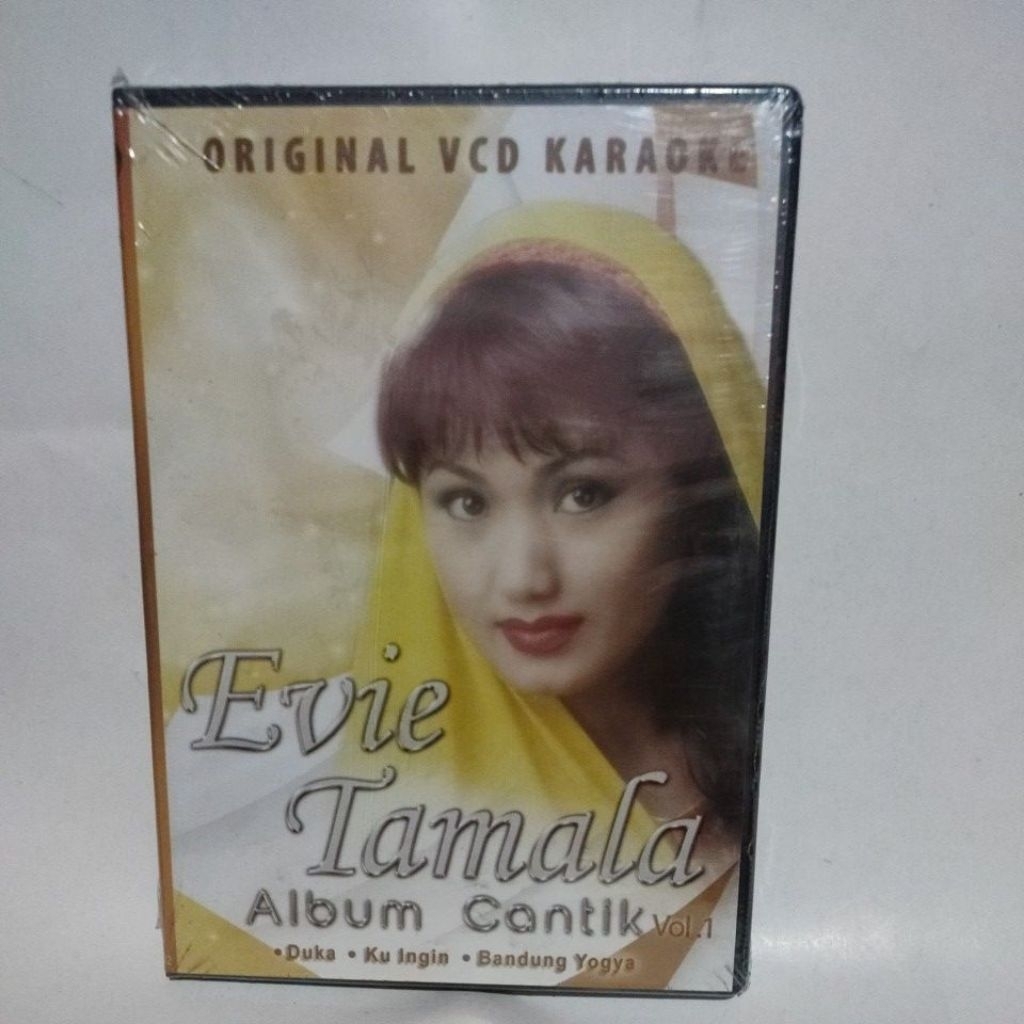 ORIGINAL VCD KARAOKE
Evie
Tamala
Album Cantik Vol.1
• Duka • Ku Ingin • Bandung Yogya